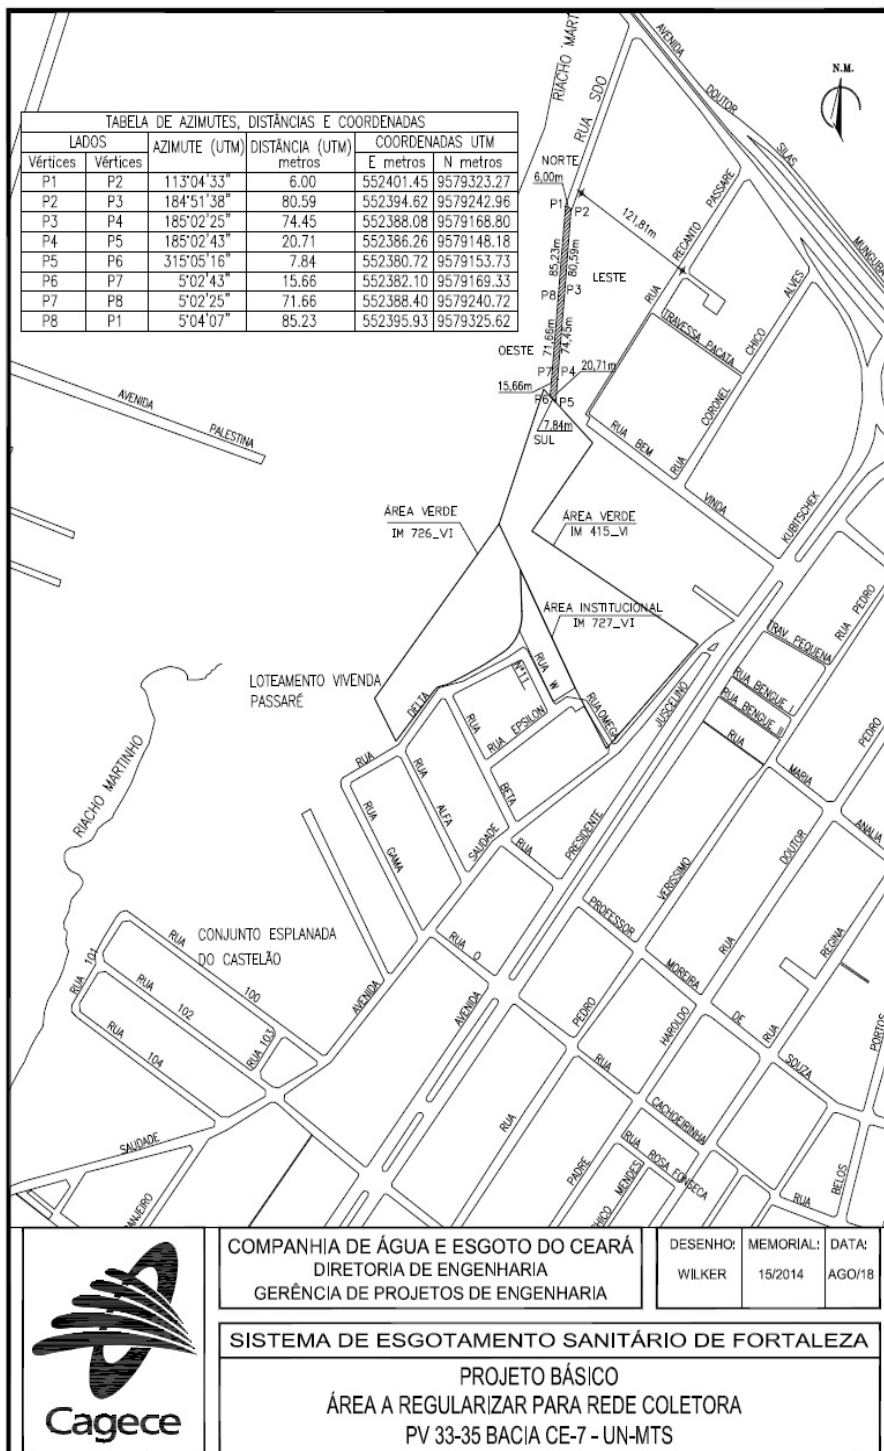 RIACHO MART
RUA SDO
AVENIDA
DOUTOR
SILAS
MUNGUBA
N.M.
TABELA DE AZIMUTES, DISTÂNCIAS E COORDENADAS
LADOS AZIMUTE (UTM) DISTÂNCIA (UTM) metros COORDENADAS UTM
Vértices Vértices E metros N metros
P1 P2 113°04'33" 6.00 552401.45 9579323.27
P2 P3 184°51'38" 80.59 552394.62 9579242.96
P3 P4 185°02'25" 74.45 552388.08 9579168.80
P4 P5 185°02'43" 20.71 552386.26 9579148.18
P5 P6 315°05'16" 7.84 552380.72 9579153.73
P6 P7 5°02'43" 15.66 552382.10 9579169.33
P7 P8 5°02'25" 71.66 552388.40 9579240.72
P8 P1 5°04'07" 85.23 552395.93 9579325.62
NORTE
6,00m
P1 P2
121,81m
RUA RECANTO PASSARE
85,23m 80,59m
LESTE
P8 P3
OESTE
71,66m 74,45m
P7 P4 20,71m
15,66m
P6 P5
7,84m
SUL
TRAVESSA PACATA
RUA CORONEL CHICO ALVES
RUA BEM VINDA
KUBITSCHEK
AVENIDA PALESTINA
ÁREA VERDE
IM 726_VI
ÁREA VERDE
IM 415_VI
ÁREA INSTITUCIONAL
IM 727_VI
TRAV. PEQUENA
RUA PEDRO
RUA BENGUE I
RUA BENGUE II
RUA MARIA
PEDRO
ANALIA
LOTEAMENTO VIVENDA
PASSARÉ
RUA DELTA
N°11
RUA W
RUA OMEGA
RUA EPSILON
JUSCELINO
RIACHO MARTINHO
RUA GAMA
RUA ALFA
RUA BETA
SAUDADE
RUA
PRESIDENTE
VERISSIMO
DOUTOR
PROFESSOR
MOREIRA
RUA
REGINA
CONJUNTO ESPLANADA
DO CASTELÃO
RUA 101
RUA 100
RUA 102
RUA 103
RUA 104
AVENIDA
RUA O
AVENIDA
PEDRO
HAROLDO
DE
RUA
SOUZA
PORTOS
RUA
CACHOEIRINHA
SAUDADE
RUA
PADRE
CHICO MENDES
RUA ROSA FONSECA
RUA
BELOS
ANJEIRO
Cagece
COMPANHIA DE ÁGUA E ESGOTO DO CEARÁ
DIRETORIA DE ENGENHARIA
GERÊNCIA DE PROJETOS DE ENGENHARIA
DESENHO: MEMORIAL: DATA:
WILKER 15/2014 AGO/18
SISTEMA DE ESGOTAMENTO SANITÁRIO DE FORTALEZA
PROJETO BÁSICO
ÁREA A REGULARIZAR PARA REDE COLETORA
PV 33-35 BACIA CE-7 - UN-MTS